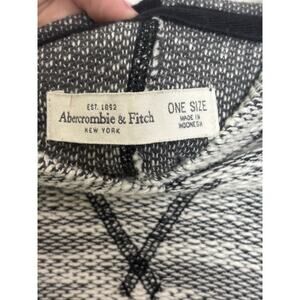 EST. 1892
Abercrombie & Fitch
NEW YORK
ONE SIZE
MADE IN
INDONESIA